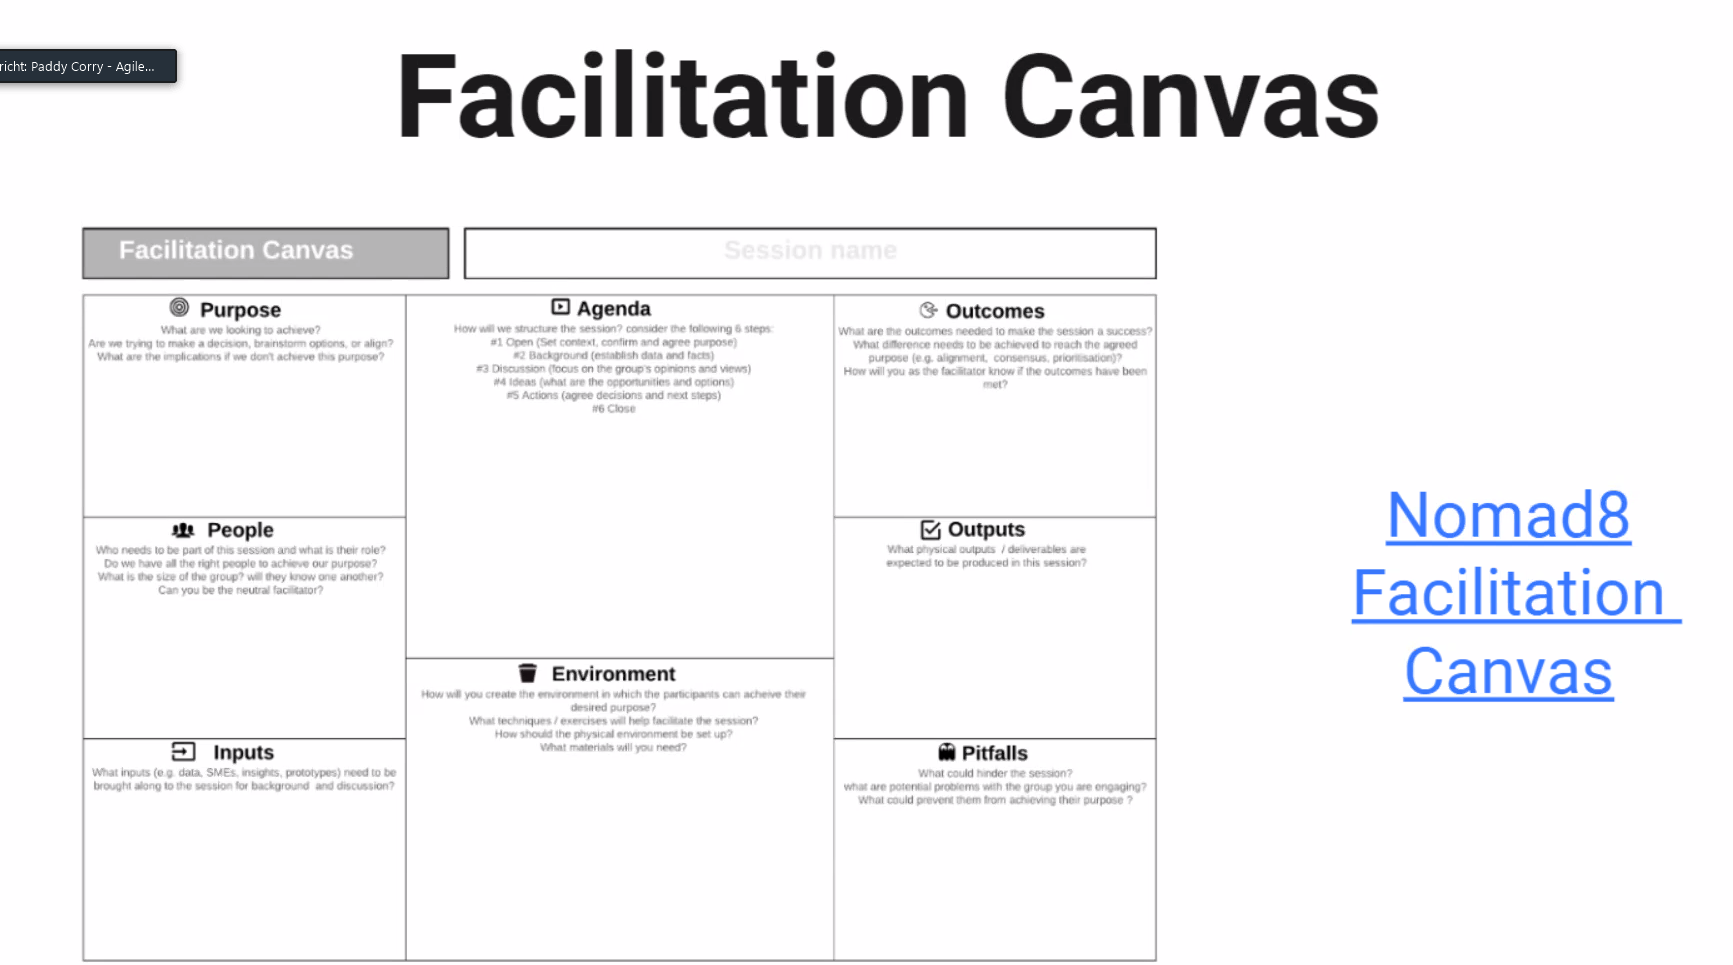 richt: Paddy Corry - Agile...
Facilitation Canvas
Facilitation Canvas
Session name
Purpose
What are we looking to achieve?
Are we trying to make a decision, brainstorm options, or align?
What are the implications if we don't achieve this purpose?
Agenda
How will we structure the session? consider the following 6 steps:
#1 Open (Set context, confirm and agree purpose)
#2 Background (establish data and facts)
#3 Discussion (focus on the group's opinions and views)
#4 Ideas (what are the opportunities and options)
#5 Actions (agree decisions and next steps)
#6 Close
Outcomes
What are the outcomes needed to make the session a success?
What difference needs to be achieved to reach the agreed
purpose (e.g. alignment, consensus, prioritisation)?
How will you as the facilitator know if the outcomes have been
met?
People
Who needs to be part of this session and what is their role?
Do we have all the right people to achieve our purpose?
What is the size of the group? will they know one another?
Can you be the neutral facilitator?
Outputs
What physical outputs / deliverables are
expected to be produced in this session?
Environment
How will you create the environment in which the participants can acheive their
desired purpose?
What techniques / exercises will help facilitate the session?
How should the physical environment be set up?
What materials will you need?
Inputs
What inputs (e.g. data, SMEs, insights, prototypes) need to be
brought along to the session for background and discussion?
Pitfalls
What could hinder the session?
what are potential problems with the group you are engaging?
What could prevent them from achieving their purpose ?
Nomad8
Facilitation
Canvas